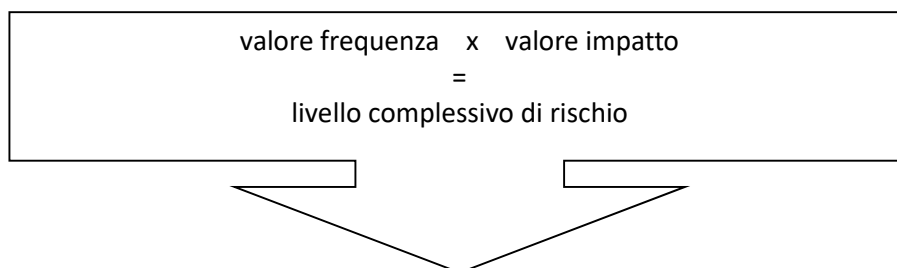 valore frequenza x valore impatto
=
livello complessivo di rischio